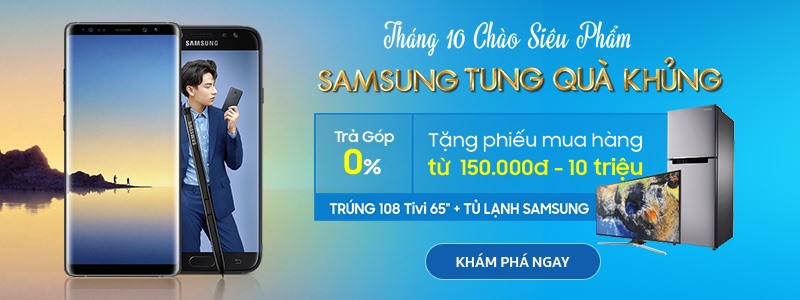 SAMSUNG
Tháng 10 Chào Siêu Phẩm
SAMSUNG TUNG QUÀ KHỦNG
Trả Góp
0%
Tặng phiếu mua hàng
từ 150.000đ - 10 triệu
TRÚNG 108 Tivi 65" + TỦ LẠNH SAMSUNG
KHÁM PHÁ NGAY